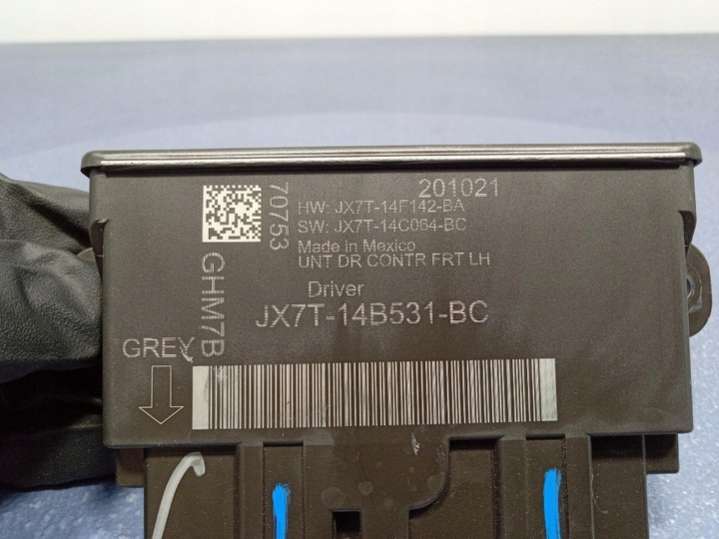 201021
HW: JX7T-14F142-BA
SW: JX7T-14C064-BC
Made in Mexico
UNT DR CONTR FRT LH
70753
Driver
JX7T-14B531-BC
GHM7B
GREY